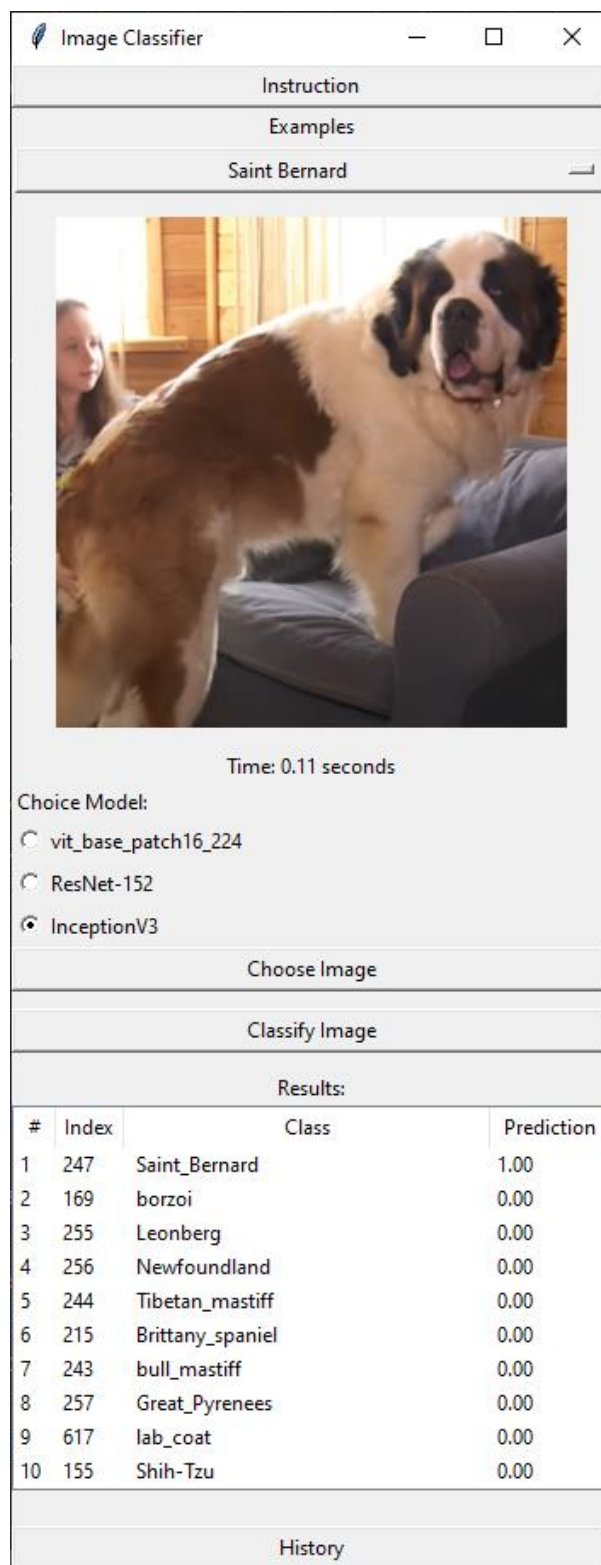 Image Classifier
Instruction
Examples
Saint Bernard
Time: 0.11 seconds
Choice Model:
vit_base_patch16_224
ResNet-152
InceptionV3
Choose Image
Classify Image
Results:
# Index Class Prediction
1 247 Saint_Bernard 1.00
2 169 borzoi 0.00
3 255 Leonberg 0.00
4 256 Newfoundland 0.00
5 244 Tibetan_mastiff 0.00
6 215 Brittany_spaniel 0.00
7 243 bull_mastiff 0.00
8 257 Great_Pyrenees 0.00
9 617 lab_coat 0.00
10 155 Shih-Tzu 0.00
History